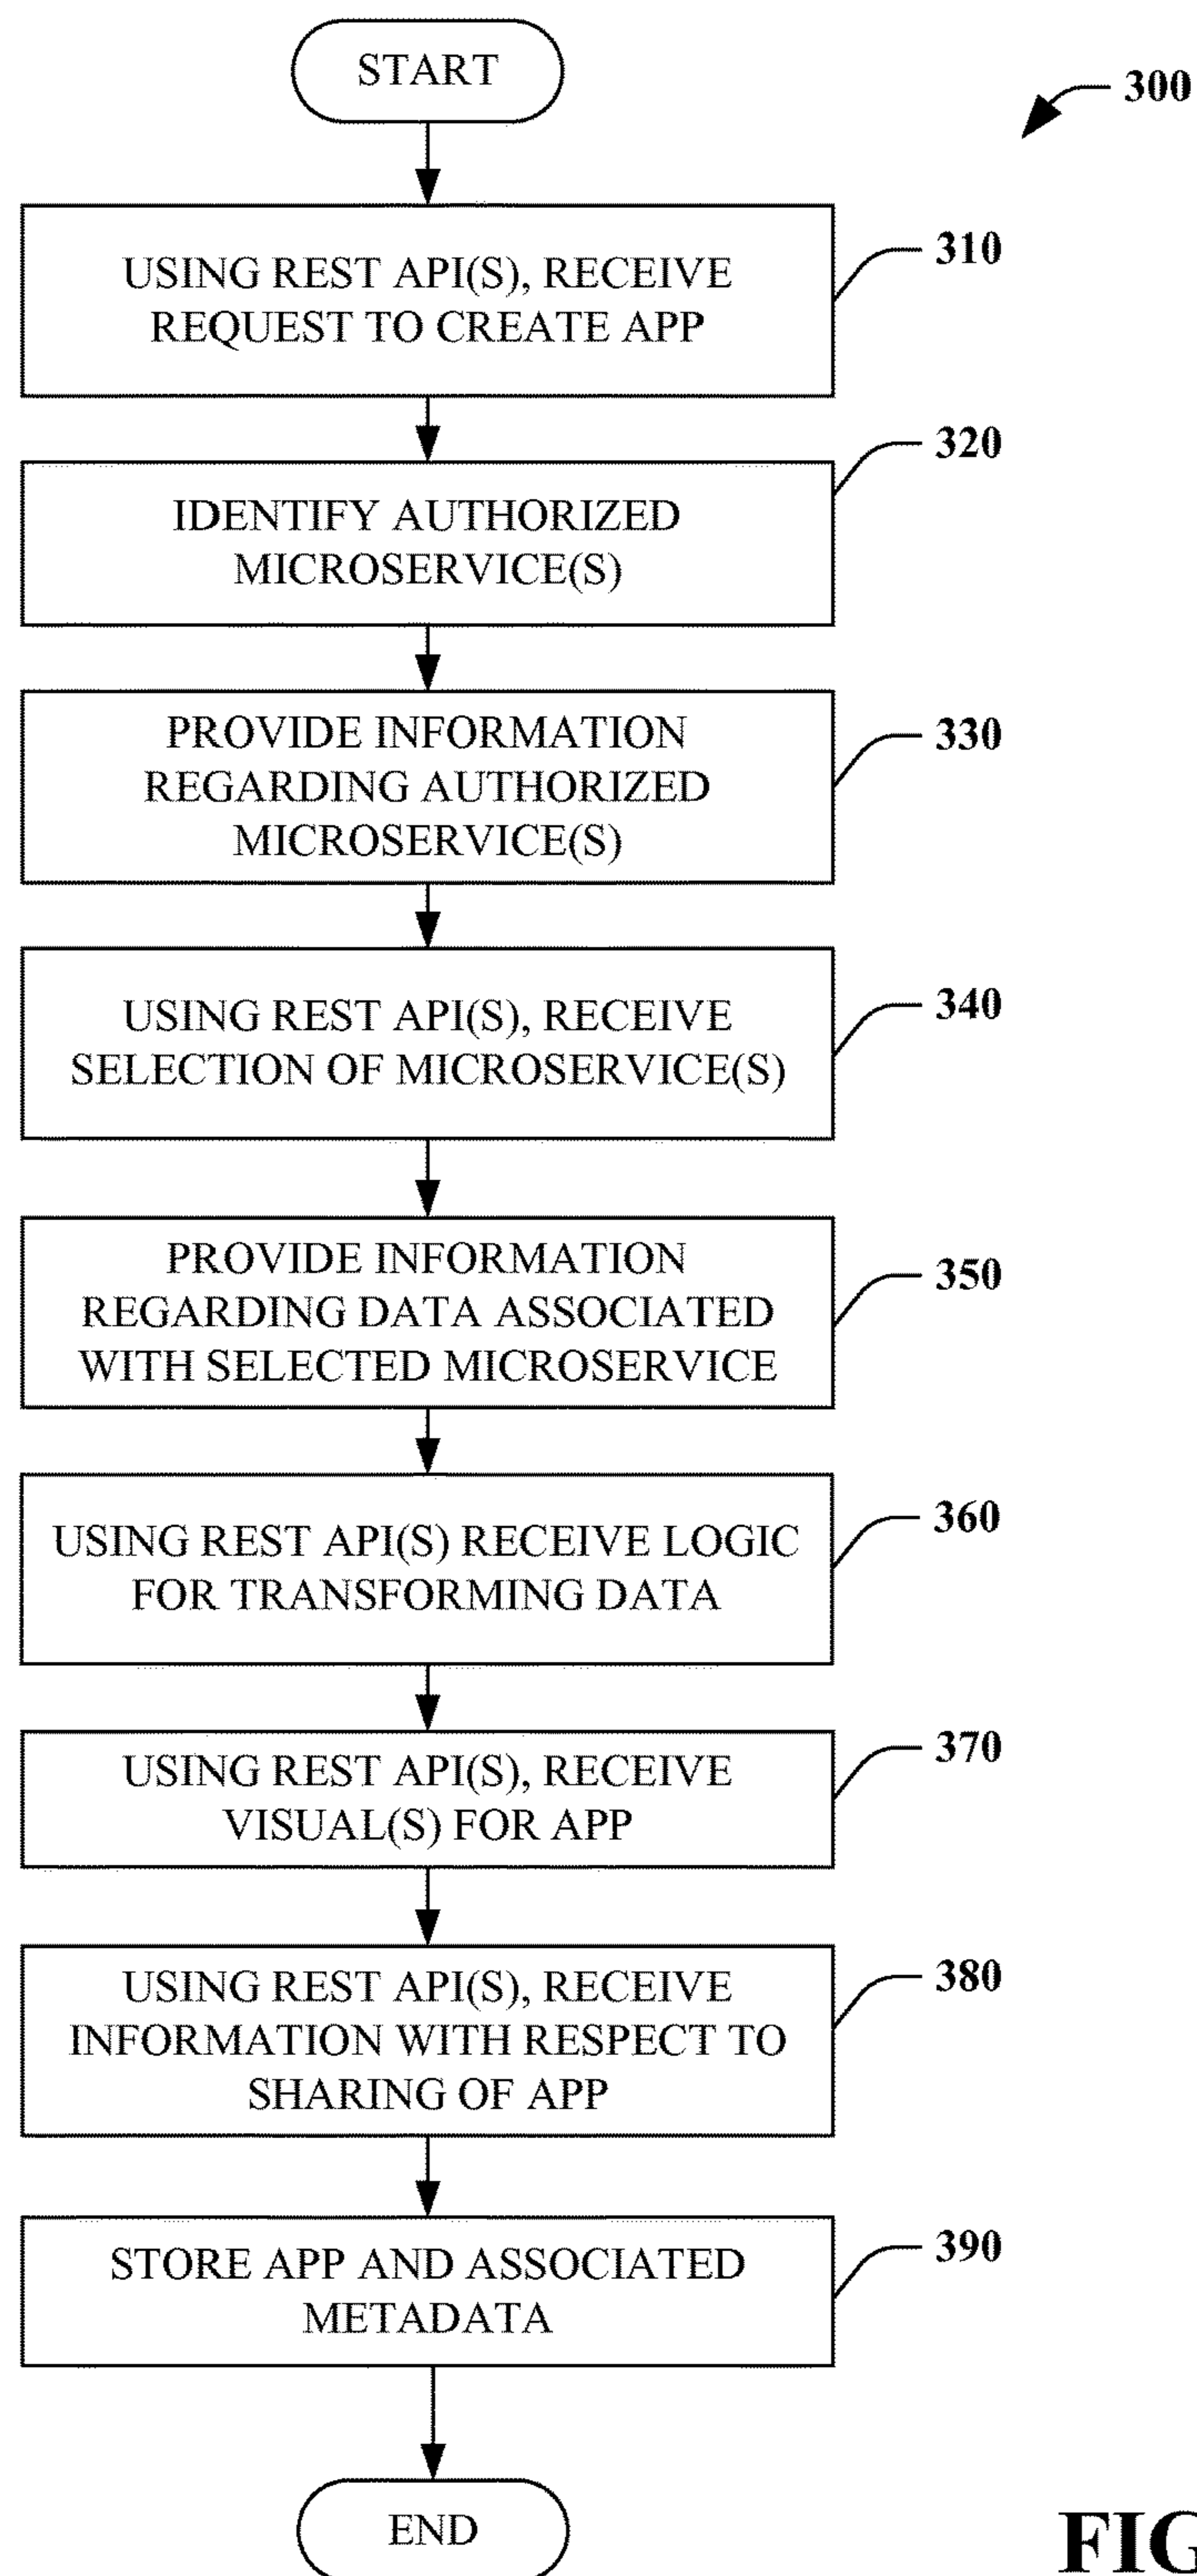 START
300
USING REST API(S), RECEIVE
REQUEST TO CREATE APP
310
IDENTIFY AUTHORIZED
MICROSERVICE(S)
320
PROVIDE INFORMATION
REGARDING AUTHORIZED
MICROSERVICE(S)
330
USING REST API(S), RECEIVE
SELECTION OF MICROSERVICE(S)
340
PROVIDE INFORMATION
REGARDING DATA ASSOCIATED
WITH SELECTED MICROSERVICE
350
USING REST API(S) RECEIVE LOGIC
FOR TRANSFORMING DATA
360
USING REST API(S), RECEIVE
VISUAL(S) FOR APP
370
USING REST API(S), RECEIVE
INFORMATION WITH RESPECT TO
SHARING OF APP
380
STORE APP AND ASSOCIATED
METADATA
390
END
FIG